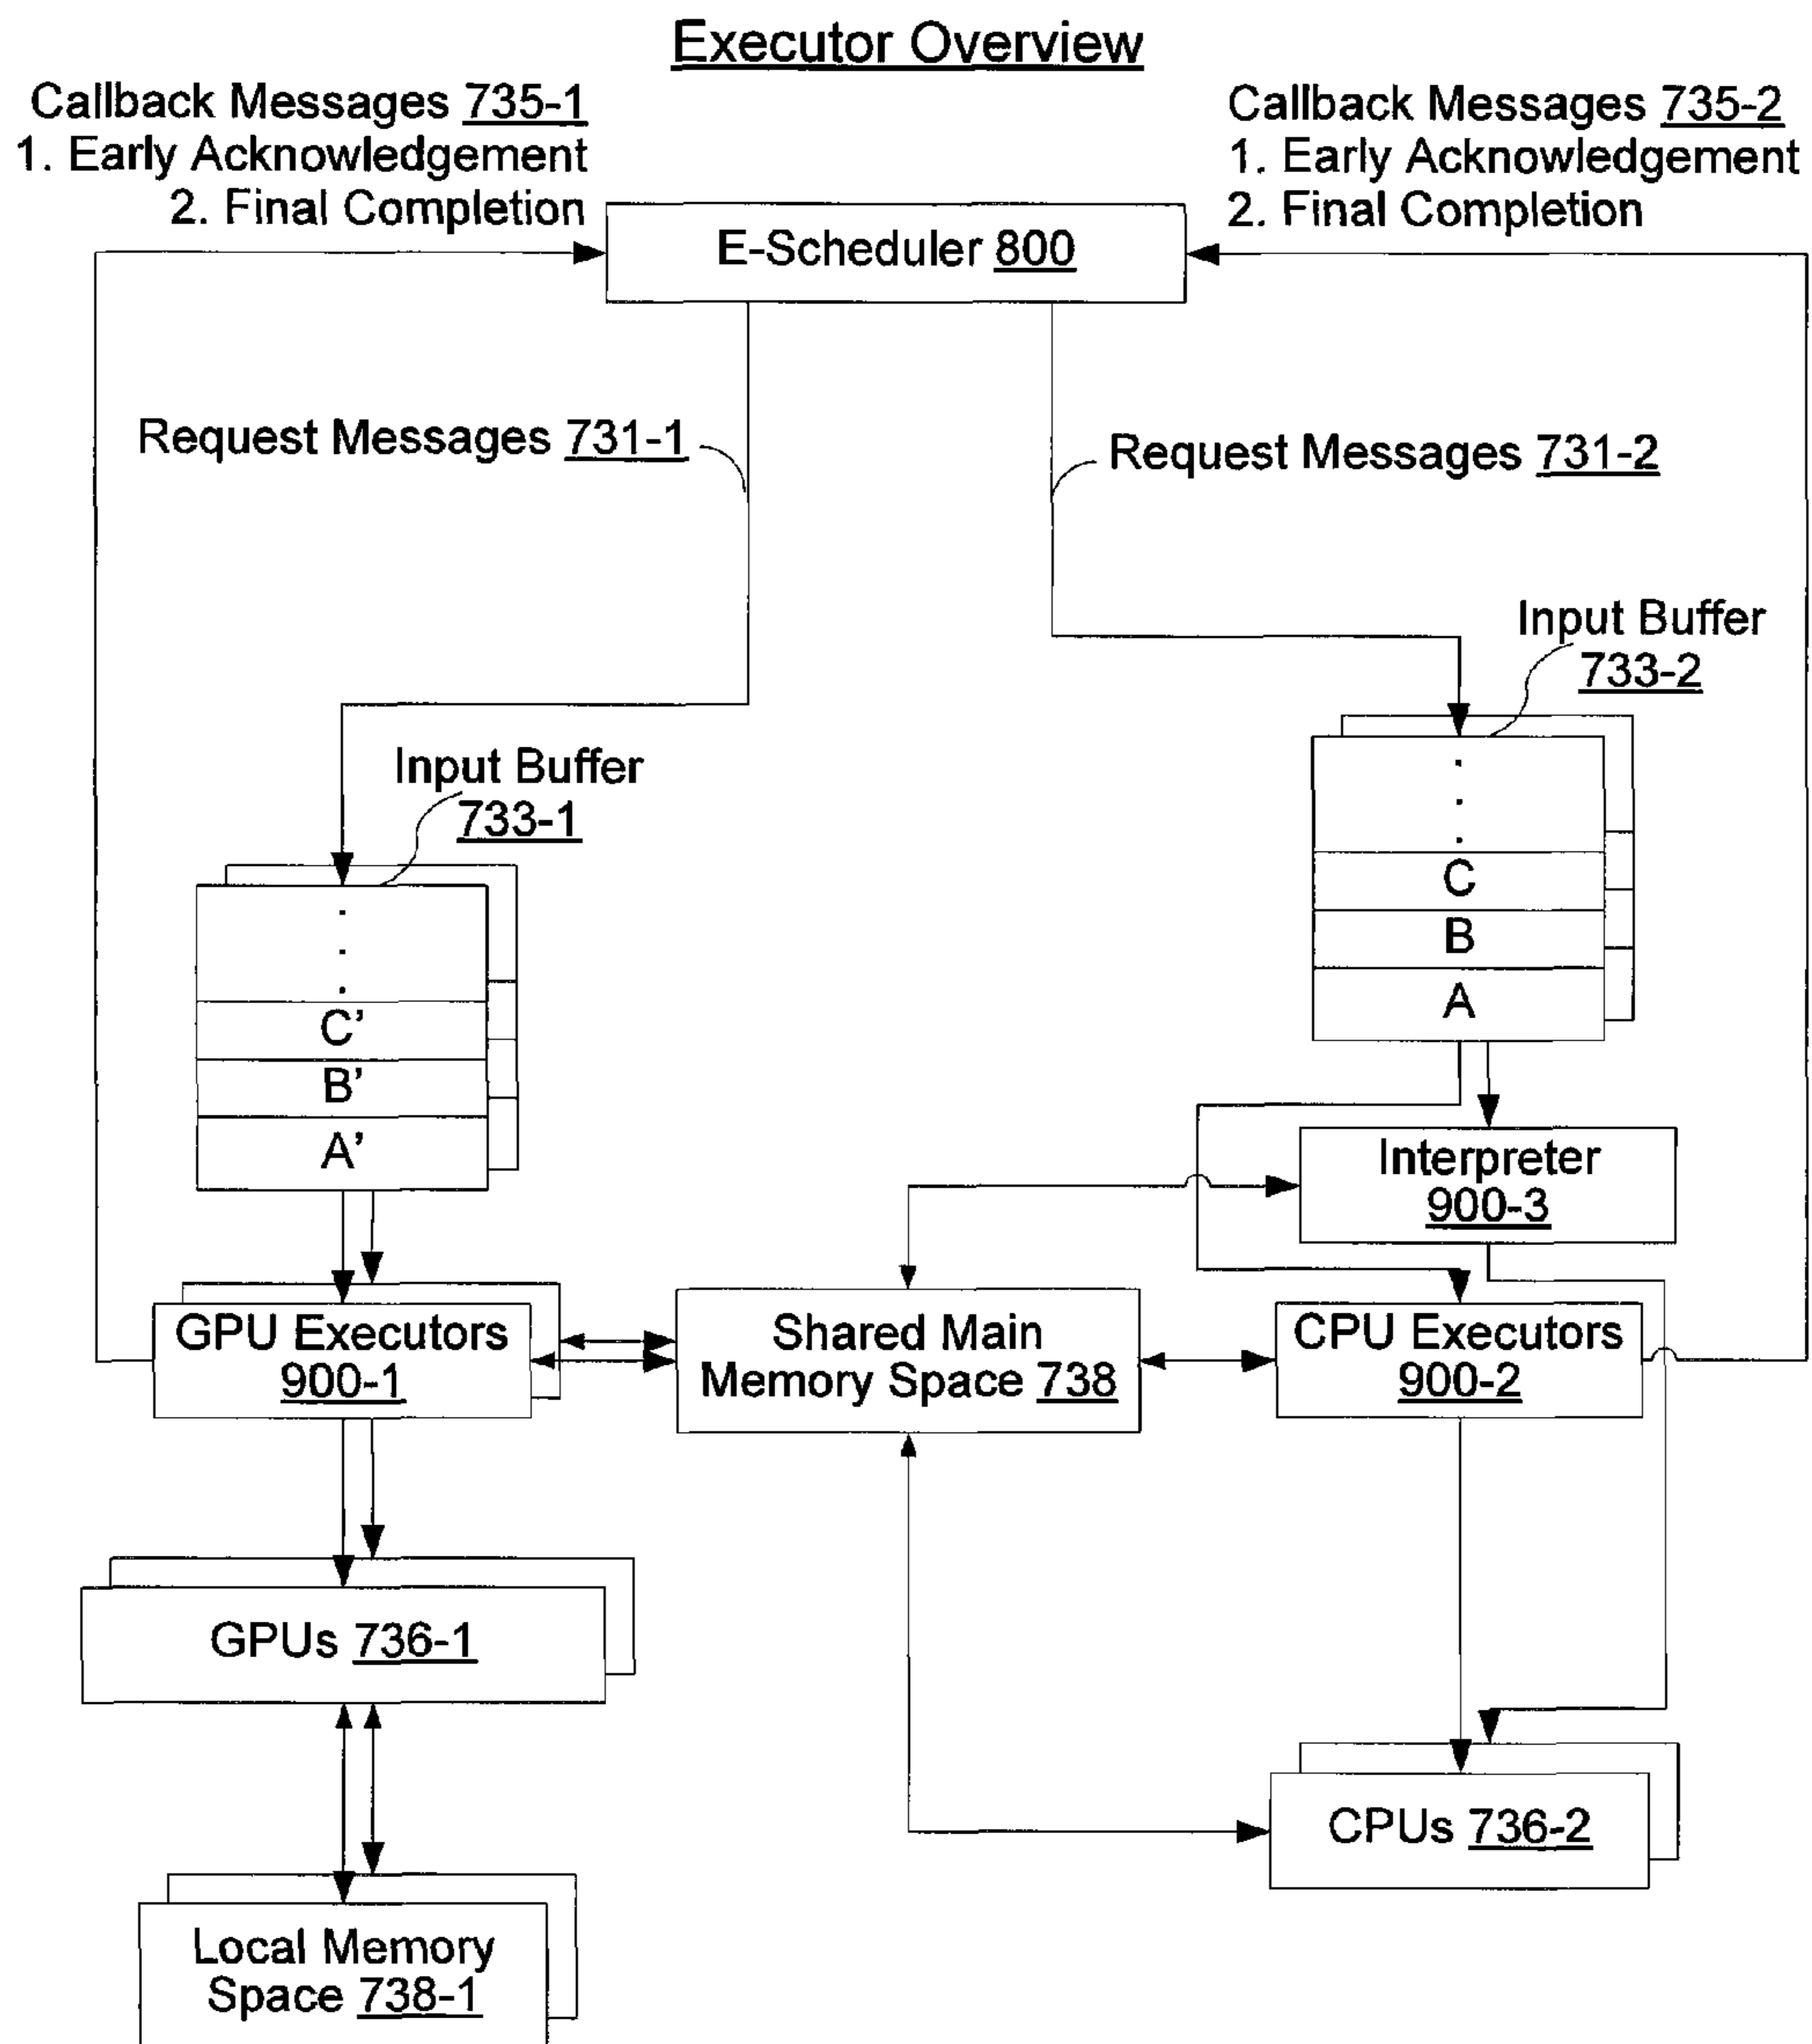 Executor Overview
Callback Messages 735-1
1. Early Acknowledgement
2. Final Completion
Callback Messages 735-2
1. Early Acknowledgement
2. Final Completion
E-Scheduler 800
Request Messages 731-1
Request Messages 731-2
Input Buffer
733-2
Input Buffer
733-1
C
B
A
C’
B’
A’
Interpreter
900-3
GPU Executors
900-1
Shared Main
Memory Space 738
CPU Executors
900-2
GPUs 736-1
CPUs 736-2
Local Memory
Space 738-1